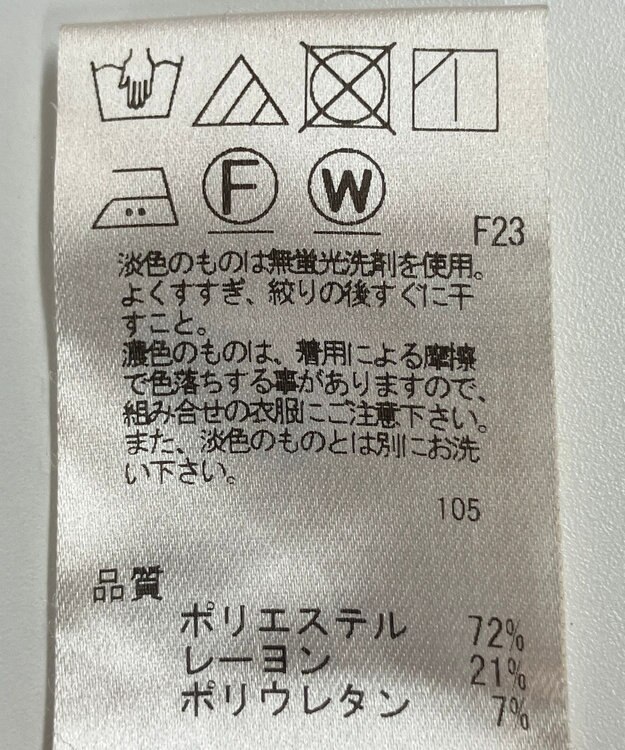 F
W
F23
淡色のものは無蛍光洗剤を使用。
よくすすぎ、絞りの後すぐに干
すこと。
濃色のものは、着用による摩擦
で色落ちする事がありますので、
組み合せの衣服にご注意下さい。
また、淡色のものとは別にお洗
い下さい。
105
品質
ポリエステル 72%
レーヨン 21%
ポリウレタン 7%